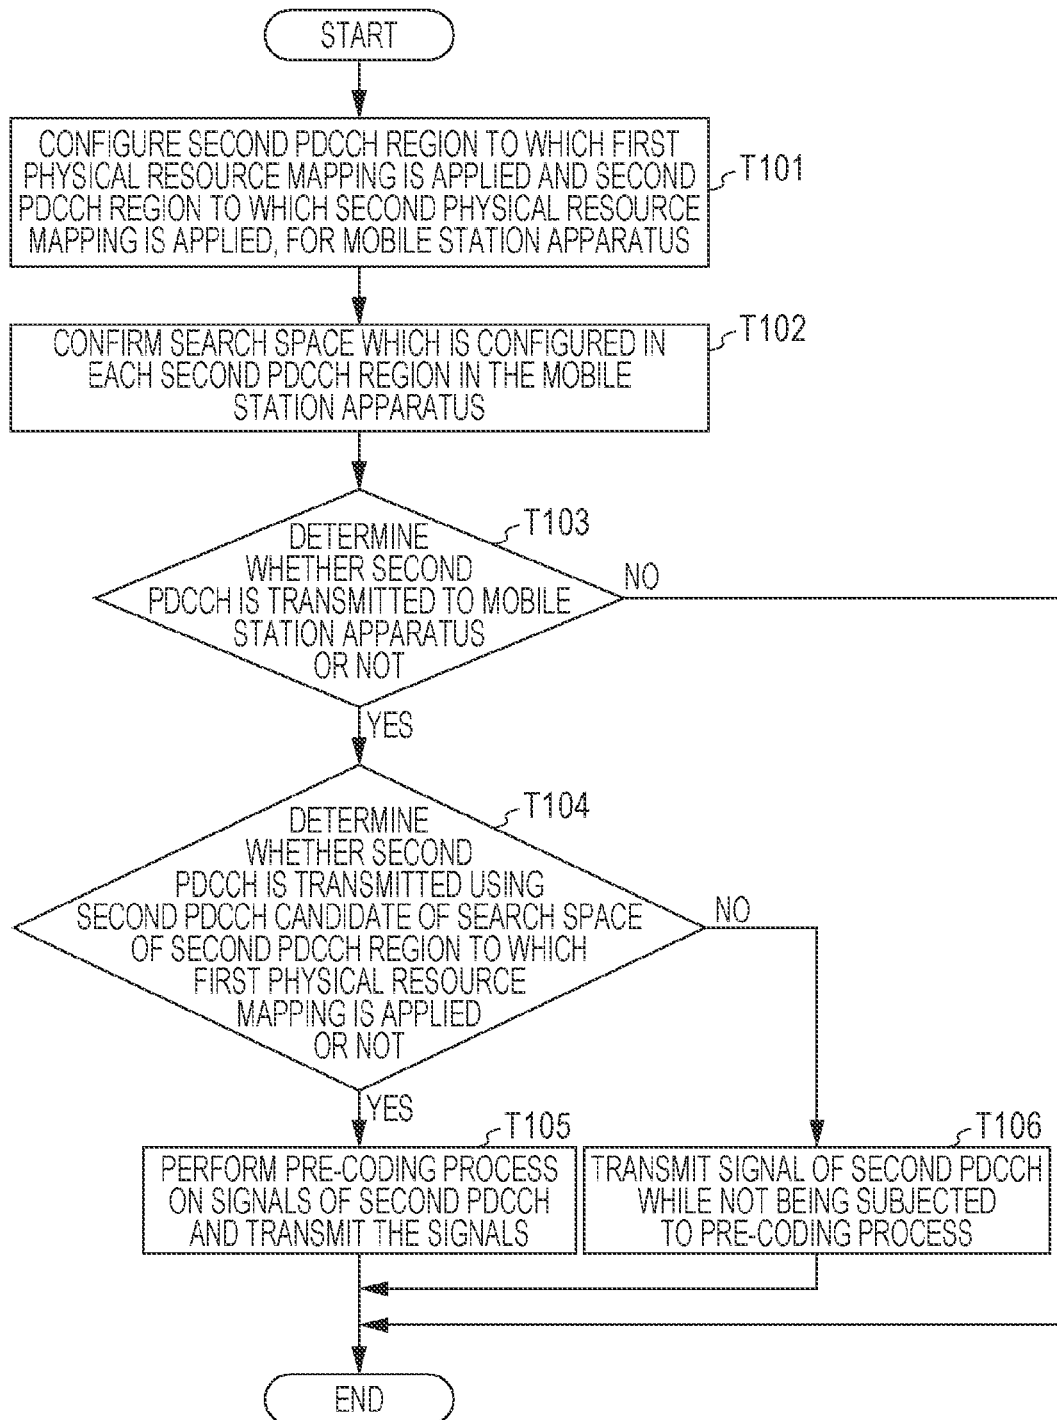 START
CONFIGURE SECOND PDCCH REGION TO WHICH FIRST
PHYSICAL RESOURCE MAPPING IS APPLIED AND SECOND
PDCCH REGION TO WHICH SECOND PHYSICAL RESOURCE
MAPPING IS APPLIED, FOR MOBILE STATION APPARATUS
T101
CONFIRM SEARCH SPACE WHICH IS CONFIGURED IN
EACH SECOND PDCCH REGION IN THE MOBILE
STATION APPARATUS
T102
DETERMINE
WHETHER SECOND
PDCCH IS TRANSMITTED TO MOBILE
STATION APPARATUS
OR NOT
T103
NO
YES
DETERMINE
WHETHER SECOND
PDCCH IS TRANSMITTED USING
SECOND PDCCH CANDIDATE OF SEARCH SPACE
OF SECOND PDCCH REGION TO WHICH
FIRST PHYSICAL RESOURCE
MAPPING IS APPLIED
OR NOT
T104
NO
YES
T105
PERFORM PRE-CODING PROCESS
ON SIGNALS OF SECOND PDCCH
AND TRANSMIT THE SIGNALS
T106
TRANSMIT SIGNAL OF SECOND PDCCH
WHILE NOT BEING SUBJECTED
TO PRE-CODING PROCESS
END